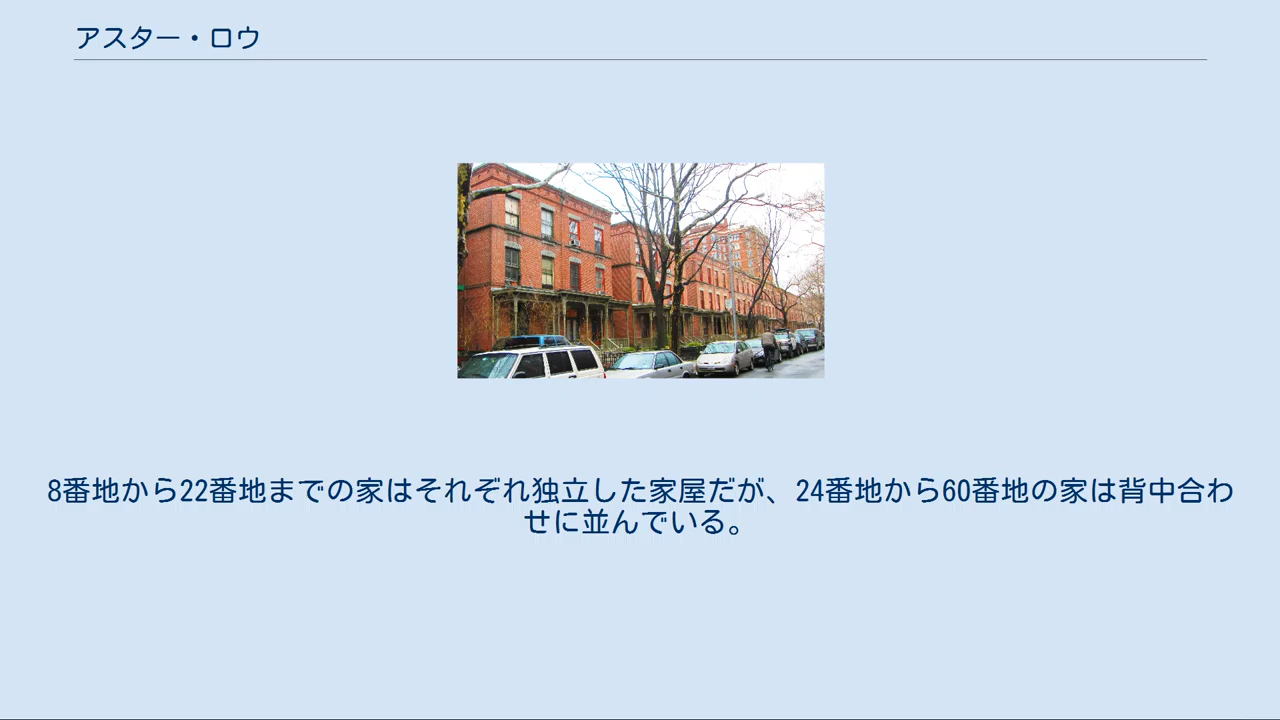 アスター・ロウ
8番地から22番地までの家はそれぞれ独立した家屋だが、24番地から60番地の家は背中合わ
せに並んでいる。